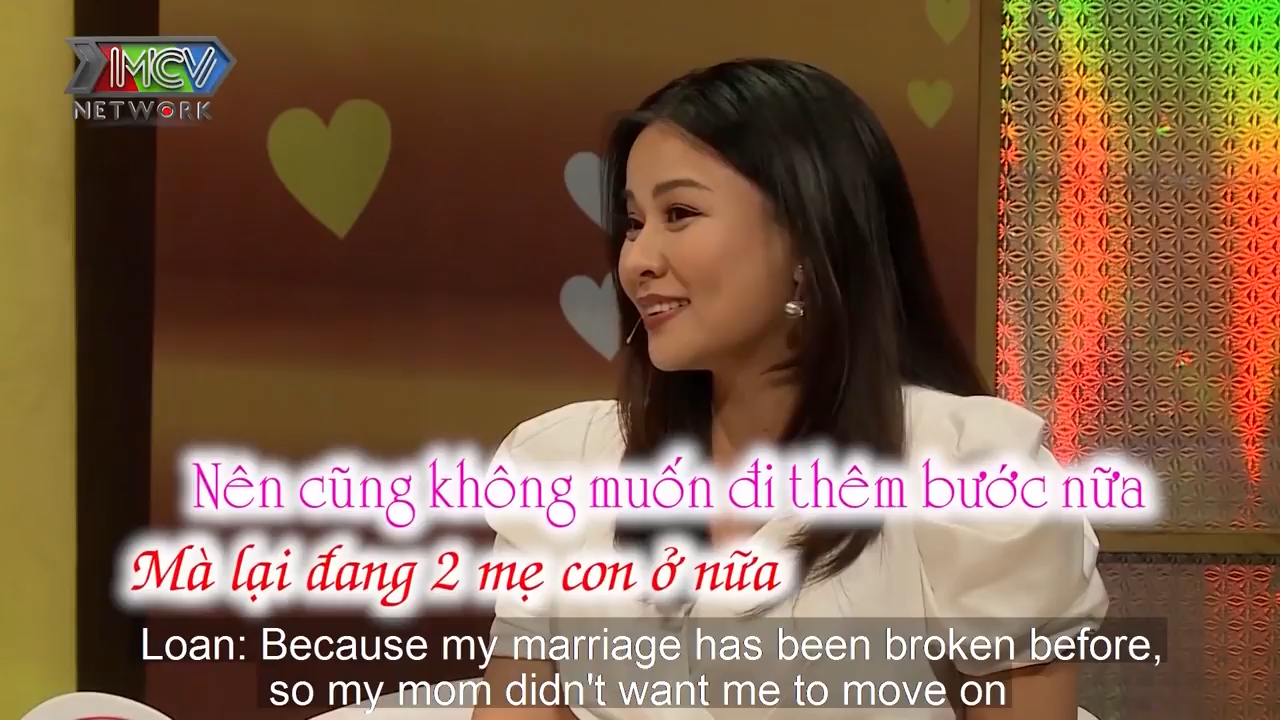 MCV
NETWORK
Nên cũng không muốn đi thêm bước nữa
Mà lại đang 2 mẹ con ở nữa
Loan: Because my marriage has been broken before,
so my mom didn't want me to move on